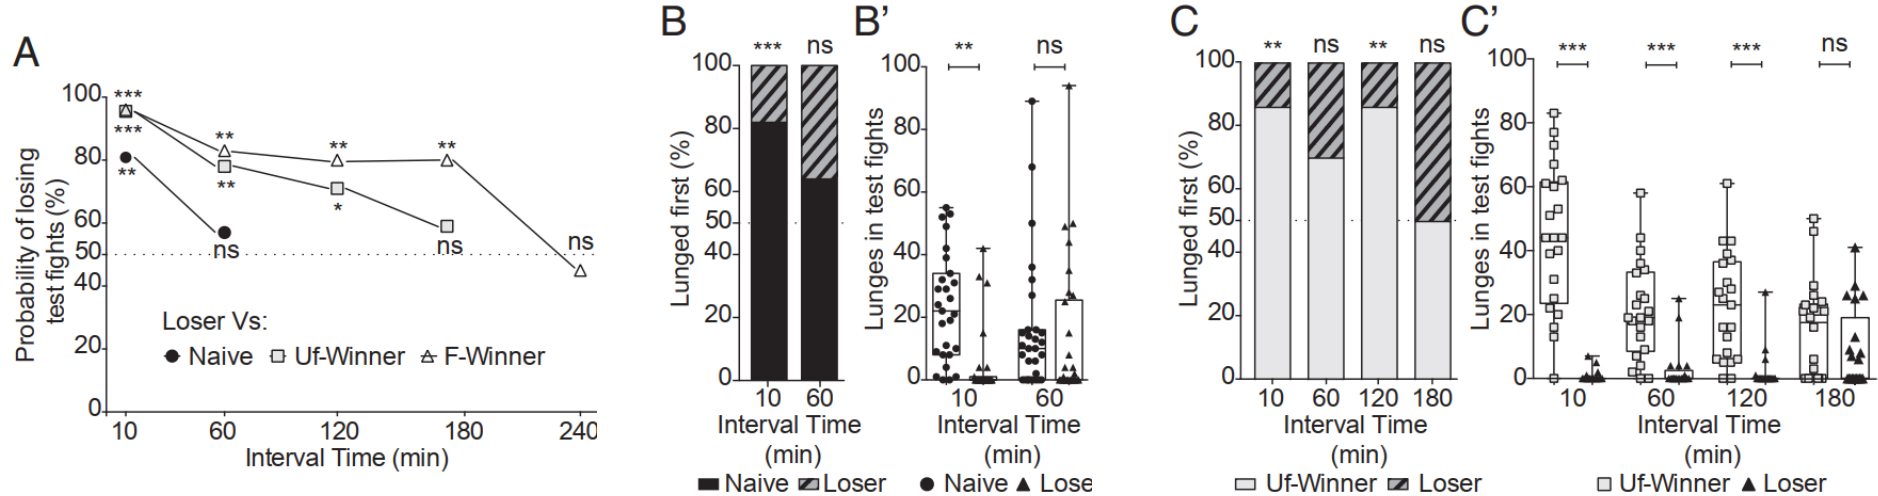 A
Probability of losing
test fights (%)
100
80
60
50
40
20
0
***
***
**
**
**
ns
**
*
**
ns
ns
Loser Vs:
Naive Uf-Winner F-Winner
10 60 120 180 240
Interval Time (min)
B
Lunged first (%)
*** ns
100
80
60
50
40
20
0
10 60
Interval Time
(min)
Naive Loser
B'
Lunges in test fights
** ns
100
80
60
40
20
0
10 60
Interval Time
(min)
Naive Lose
C
Lunged first (%)
** ns ** ns
100
80
60
50
40
20
0
10 60 120 180
Interval Time
(min)
Uf-Winner Loser
C'
Lunges in test fights
*** *** *** ns
100
80
60
40
20
0
10 60 120 180
Interval Time
(min)
Uf-Winner Loser